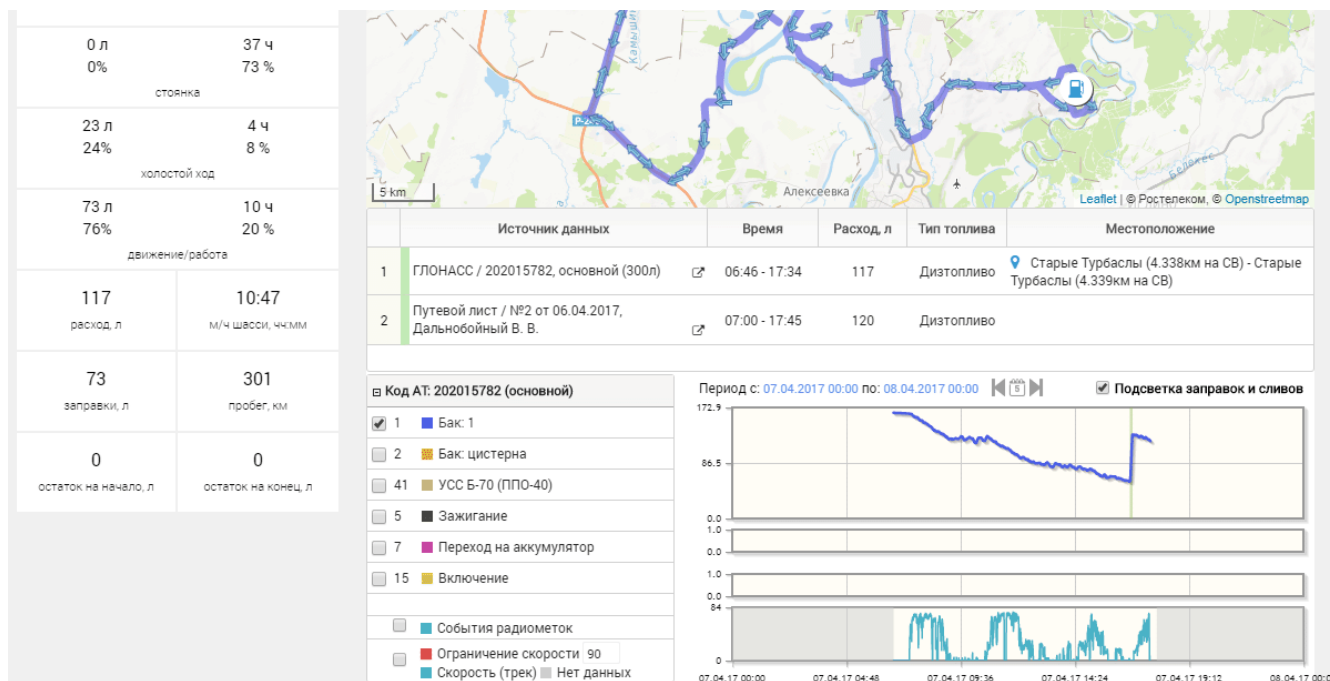 0 л 37 ч
0% 73 %
стоянка
23 л 4 ч
24% 8 %
холостой ход
73 л 10 ч
76% 20 %
движение/работа
117 10:47
расход, л м/ч шасси, чч:мм
73 301
заправки, л пробег, км
0 0
остаток на начало, л остаток на конец, л
5 km
Алексеевка
Leaflet | © Ростелеком, © Openstreetmap
Источник данных Время Расход, л Тип топлива Местоположение
1 ГЛОНАСС / 202015782, основной (300л) 06:46 - 17:34 117 Дизтопливо Старые Турбаслы (4.338км на СВ) - Старые
Турбаслы (4.339км на СВ)
2 Путевой лист / №2 от 06.04.2017,
Дальнобойный В. В. 07:00 - 17:45 120 Дизтопливо
Код АТ: 202015782 (основной)
1 Бак: 1
2 Бак: цистерна
41 УСС Б-70 (ППО-40)
5 Зажигание
7 Переход на аккумулятор
15 Включение
События радиометок
Ограничение скорости 90
Скорость (трек) Нет данных
Период с: 07.04.2017 00:00 по: 08.04.2017 00:00 5 Подсветка заправок и сливов
172.9
86.5
0.0
1.0
0.0
1.0
0.0
84
0
07.04.17 00:00 07.04.17 04:48 07.04.17 09:36 07.04.17 14:24 07.04.17 19:12 08.04.17 00:0